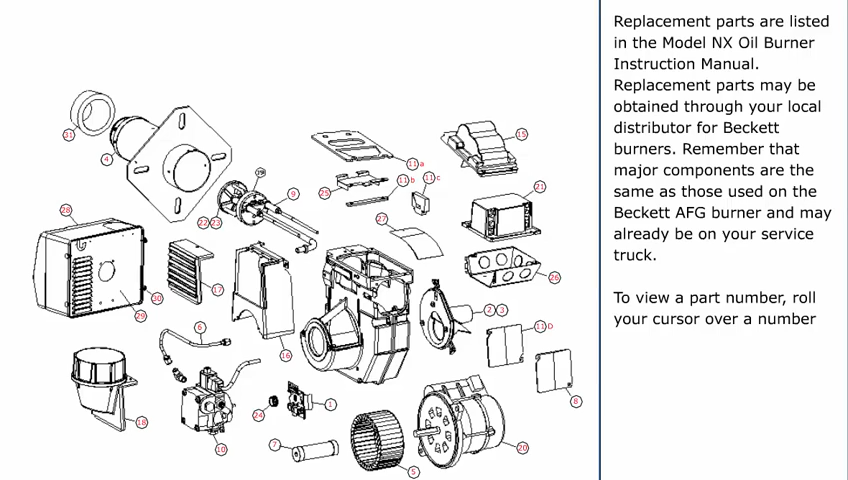 Replacement parts are listed
in the Model NX Oil Burner
Instruction Manual.
Replacement parts may be
obtained through your local
distributor for Beckett
burners. Remember that
major components are the
same as those used on the
Beckett AFG burner and may
already be on your service
truck.
To view a part number, roll
your cursor over a number
31
4
11a
15
19
11b
11c
25
9
21
28
22 23
27
26
30
29
17
2 3
6
11D
16
8
18
24
1
10
7
20
5